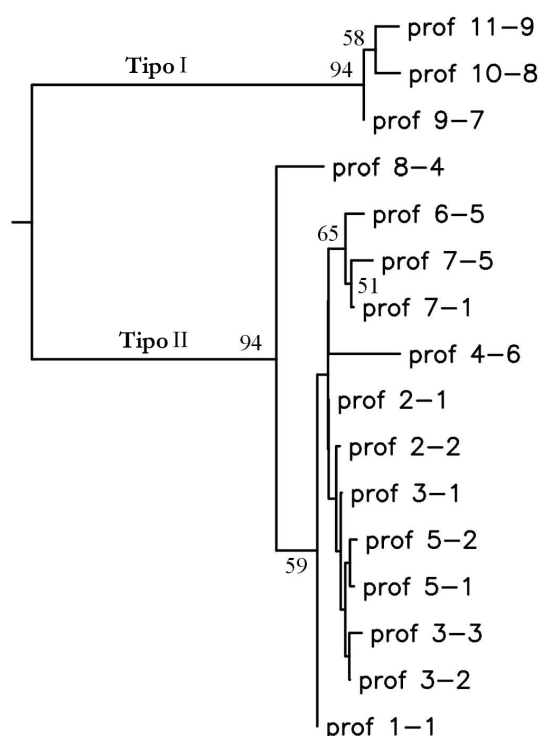 prof 11-9
58
Tipo I
94
prof 10-8
prof 9-7
prof 8-4
prof 6-5
65
prof 7-5
51
prof 7-1
Tipo II
94
prof 4-6
prof 2-1
prof 2-2
prof 3-1
prof 5-2
59
prof 5-1
prof 3-3
prof 3-2
prof 1-1